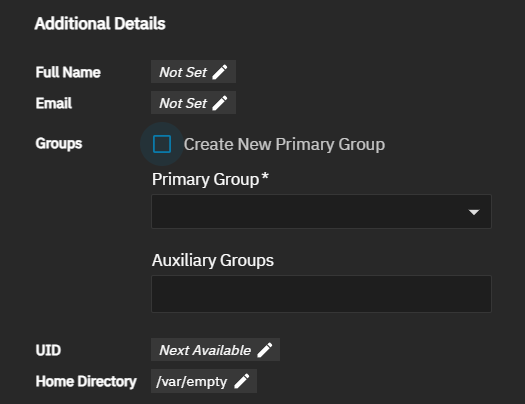 Additional Details
Full Name Not Set
Email Not Set
Groups Create New Primary Group
Primary Group*
Auxiliary Groups
UID Next Available
Home Directory /var/empty